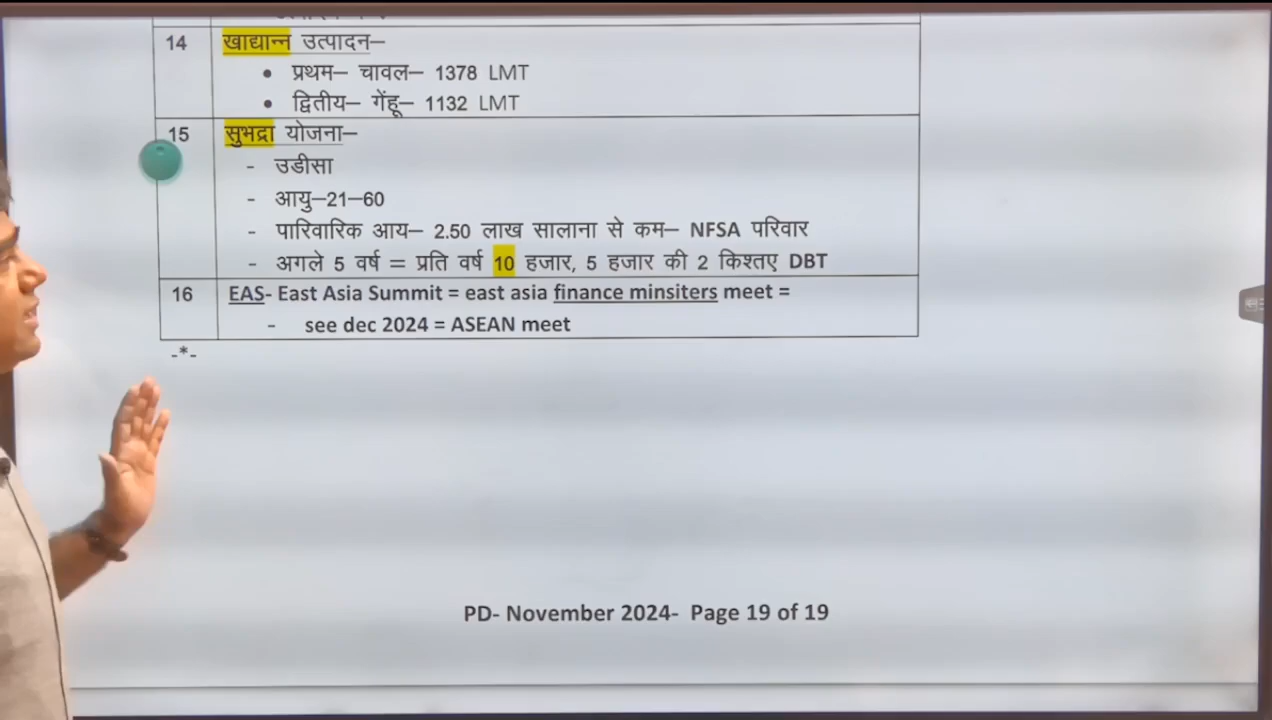 14 खाद्यान्न उत्पादन–
• प्रथम– चावल– 1378 LMT
• द्वितीय– गेंहू– 1132 LMT
15 सुभद्रा योजना–
- उडीसा
- आयु–21–60
- पारिवारिक आय– 2.50 लाख सालाना से कम– NFSA परिवार
- अगले 5 वर्ष = प्रति वर्ष 10 हजार, 5 हजार की 2 किश्तए DBT
16 EAS- East Asia Summit = east asia finance minsiters meet =
- see dec 2024 = ASEAN meet
-*-
PD- November 2024- Page 19 of 19